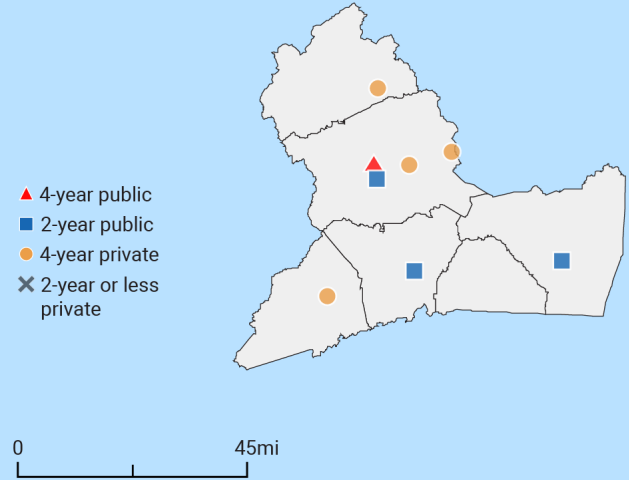 4-year public
2-year public
4-year private
2-year or less
private
0
45mi